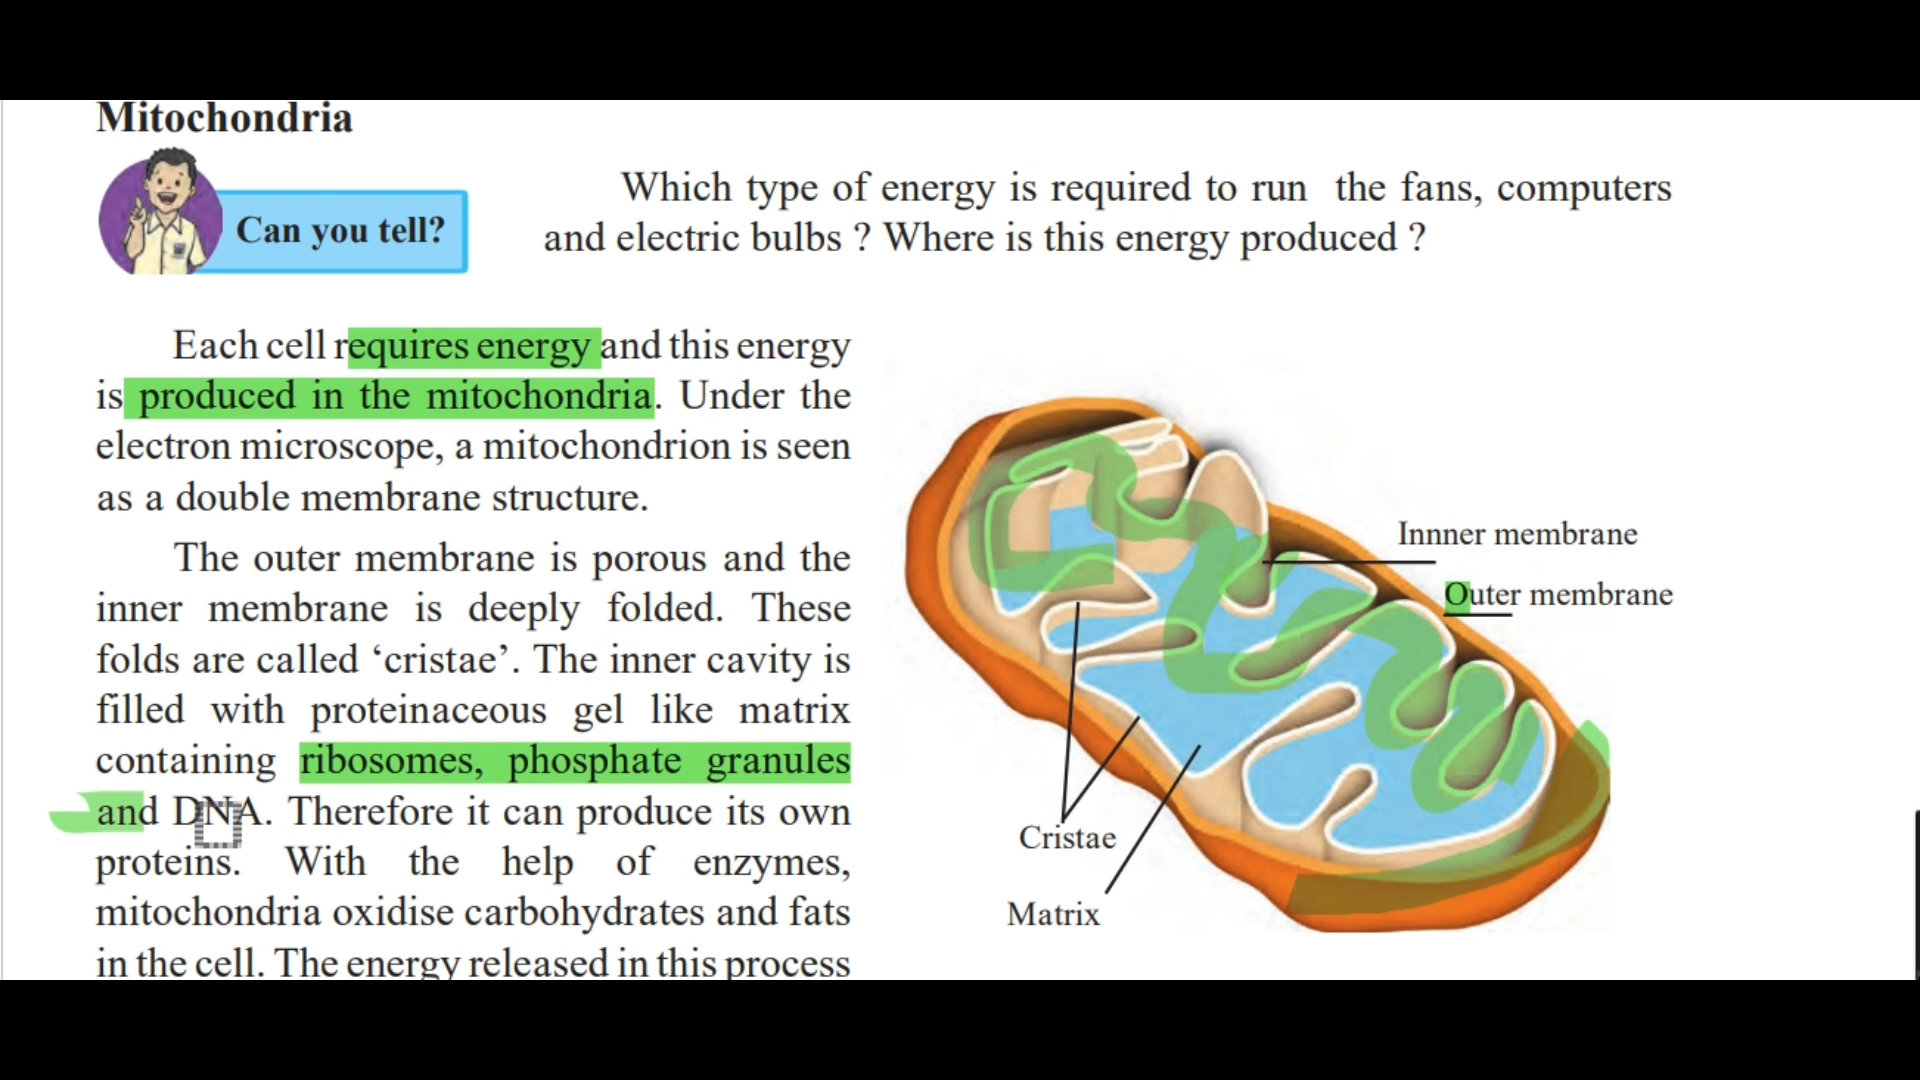 Mitochondria
Can you tell?
Which type of energy is required to run the fans, computers
and electric bulbs ? Where is this energy produced ?
Each cell requires energy and this energy
is produced in the mitochondria. Under the
electron microscope, a mitochondrion is seen
as a double membrane structure.
The outer membrane is porous and the
inner membrane is deeply folded. These
folds are called ‘cristae’. The inner cavity is
filled with proteinaceous gel like matrix
containing ribosomes, phosphate granules
and DNA. Therefore it can produce its own
proteins. With the help of enzymes,
mitochondria oxidise carbohydrates and fats
in the cell. The energy released in this process
Innner membrane
Outer membrane
Cristae
Matrix